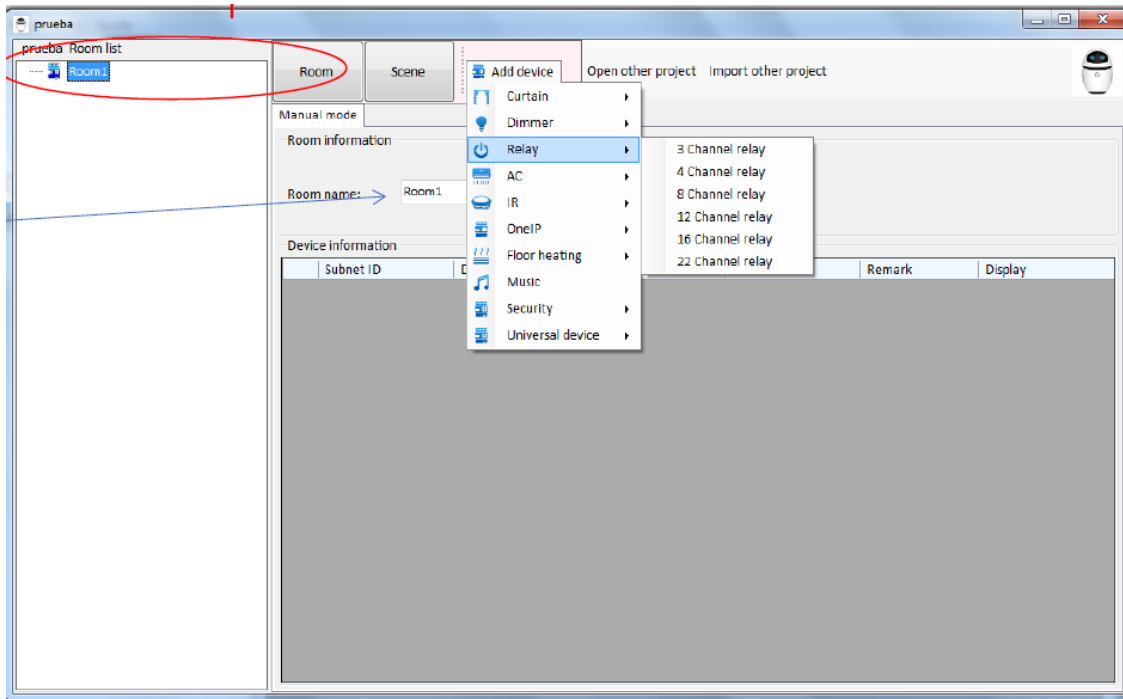 prueba
prueba Room list
Room1
Room
Scene
Add device
Open other project
Import other project
Manual mode
Room information
Room name:
Room1
Device information
Subnet ID
Remark
Display
Curtain
Dimmer
Relay
AC
IR
OneIP
Floor heating
Music
Security
Universal device
3 Channel relay
4 Channel relay
8 Channel relay
12 Channel relay
16 Channel relay
22 Channel relay